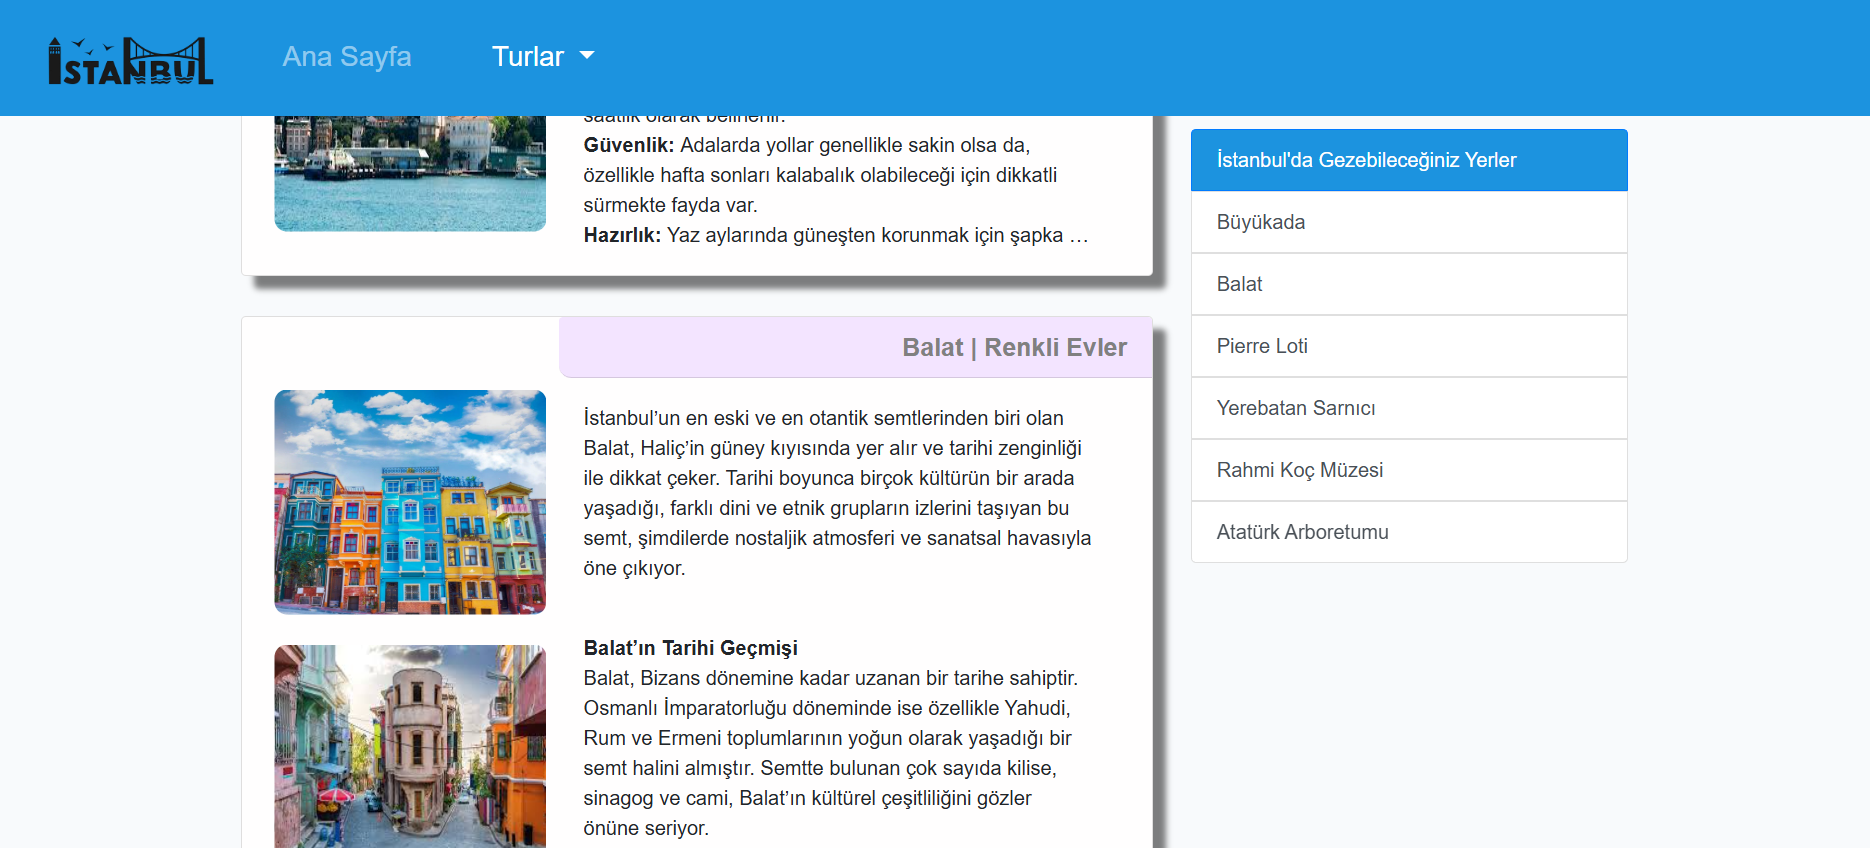 İSTANBUL
Ana Sayfa
Turlar
saatlik olarak belirlenir.
Güvenlik: Adalarda yollar genellikle sakin olsa da,
özellikle hafta sonları kalabalık olabileceği için dikkatli
sürmekte fayda var.
Hazırlık: Yaz aylarında güneşten korunmak için şapka …
Balat | Renkli Evler
İstanbul’un en eski ve en otantik semtlerinden biri olan
Balat, Haliç’in güney kıyısında yer alır ve tarihi zenginliği
ile dikkat çeker. Tarihi boyunca birçok kültürün bir arada
yaşadığı, farklı dini ve etnik grupların izlerini taşıyan bu
semt, şimdilerde nostaljik atmosferi ve sanatsal havasıyla
öne çıkıyor.
Balat’ın Tarihi Geçmişi
Balat, Bizans dönemine kadar uzanan bir tarihe sahiptir.
Osmanlı İmparatorluğu döneminde ise özellikle Yahudi,
Rum ve Ermeni toplumlarının yoğun olarak yaşadığı bir
semt halini almıştır. Semtte bulunan çok sayıda kilise,
sinagog ve cami, Balat’ın kültürel çeşitliliğini gözler
önüne seriyor.
İstanbul'da Gezebileceğiniz Yerler
Büyükada
Balat
Pierre Loti
Yerebatan Sarnıcı
Rahmi Koç Müzesi
Atatürk Arboretumu